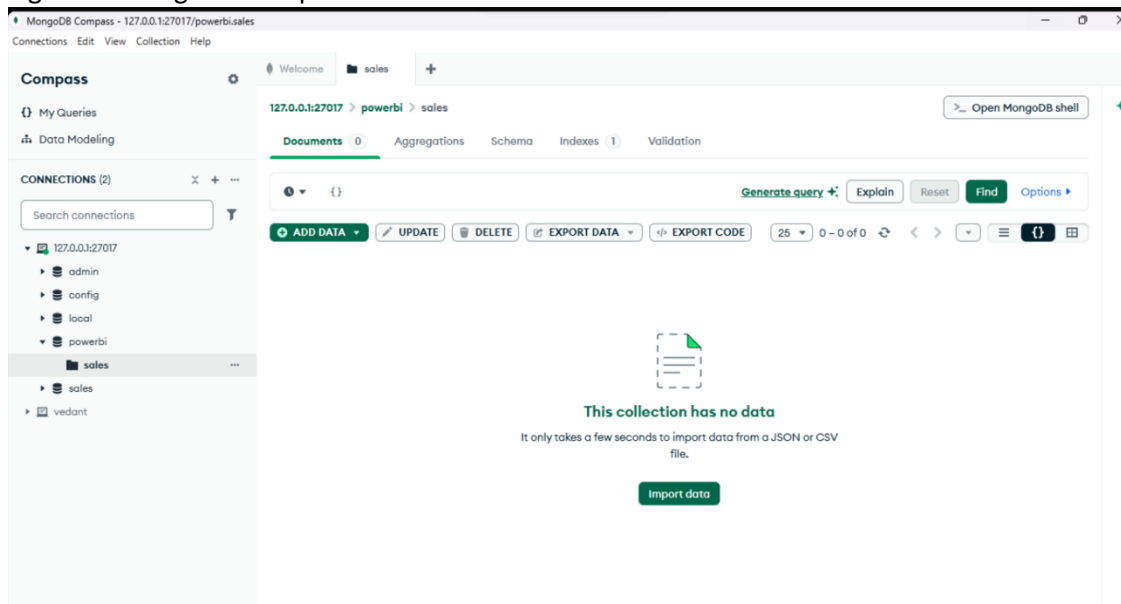 MongoDB Compass - 127.0.0.1:27017/powerbi.sales
Connections Edit View Collection Help
Compass
My Queries
Data Modeling
CONNECTIONS (2)
Search connections
127.0.0.1:27017
admin
config
local
powerbi
sales
sales
vedant
Welcome sales +
127.0.0.1:27017 > powerbi > sales
>_ Open MongoDB shell
Documents 0 Aggregations Schema Indexes 1 Validation
{} Generate query Explain Reset Find Options
ADD DATA UPDATE DELETE EXPORT DATA EXPORT CODE 25 0 – 0 of 0 {}
This collection has no data
It only takes a few seconds to import data from a JSON or CSV
file.
Import data